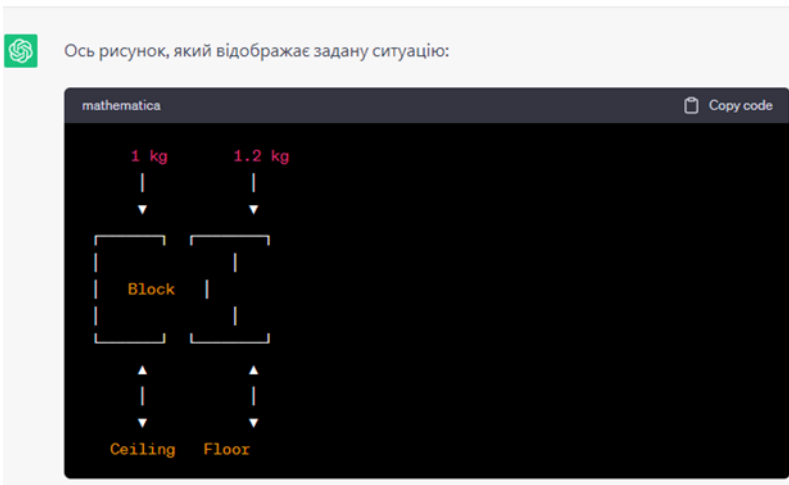 Ось рисунок, який відображає задану ситуацію:
mathematica Copy code
1 kg 1.2 kg
Block
Ceiling Floor